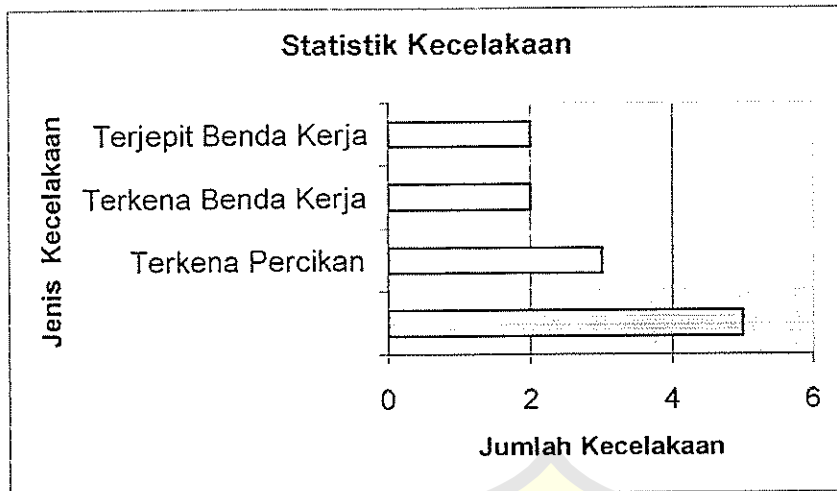 Statistik Kecelakaan
Jenis Kecelakaan
Terjepit Benda Kerja
Terkena Benda Kerja
Terkena Percikan
0 2 4 6
Jumlah Kecelakaan